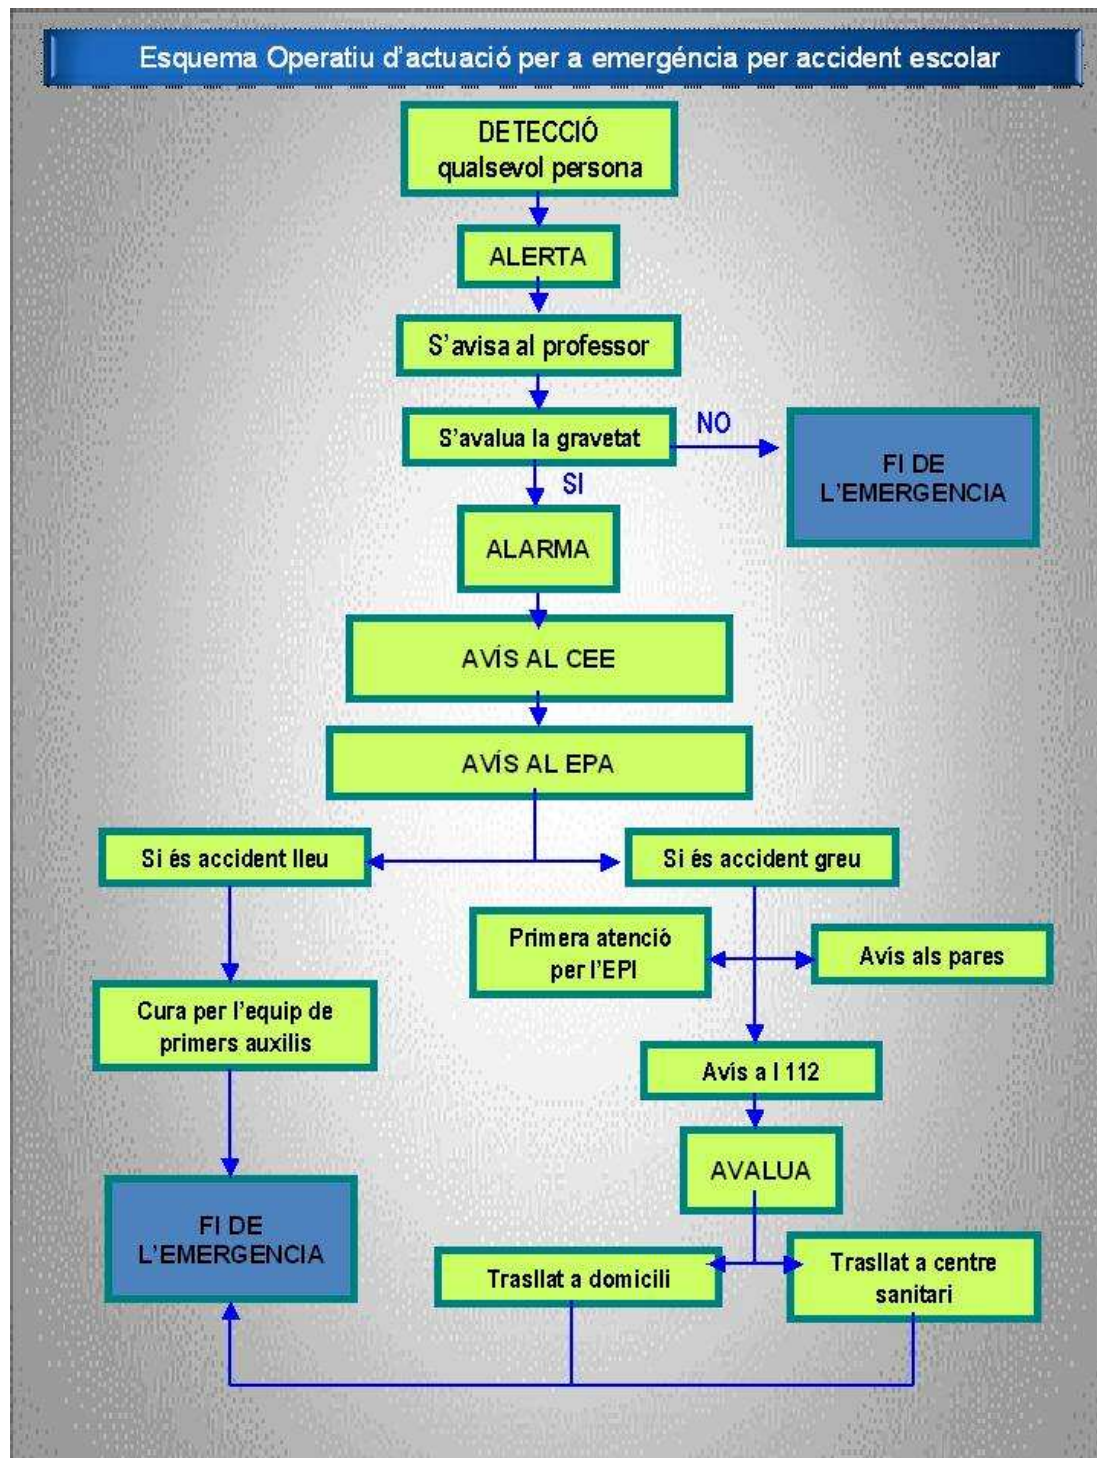 Esquema Operatiu d'actuació per a emergéncia per accident escolar
DETECCIÓ
qualsevol persona
ALERTA
S'avisa al professor
S'avalua la gravetat
NO
FI DE
L'EMERGENCIA
SI
ALARMA
AVÍS AL CEE
AVÍS AL EPA
Si és accident lleu
Si és accident greu
Primera atenció
per l'EPI
Avís als pares
Cura per l'equip de
primers auxilis
Avís a l 112
AVALUA
FI DE
L'EMERGENCIA
Trasllat a domicili
Trasllat a centre
sanitari